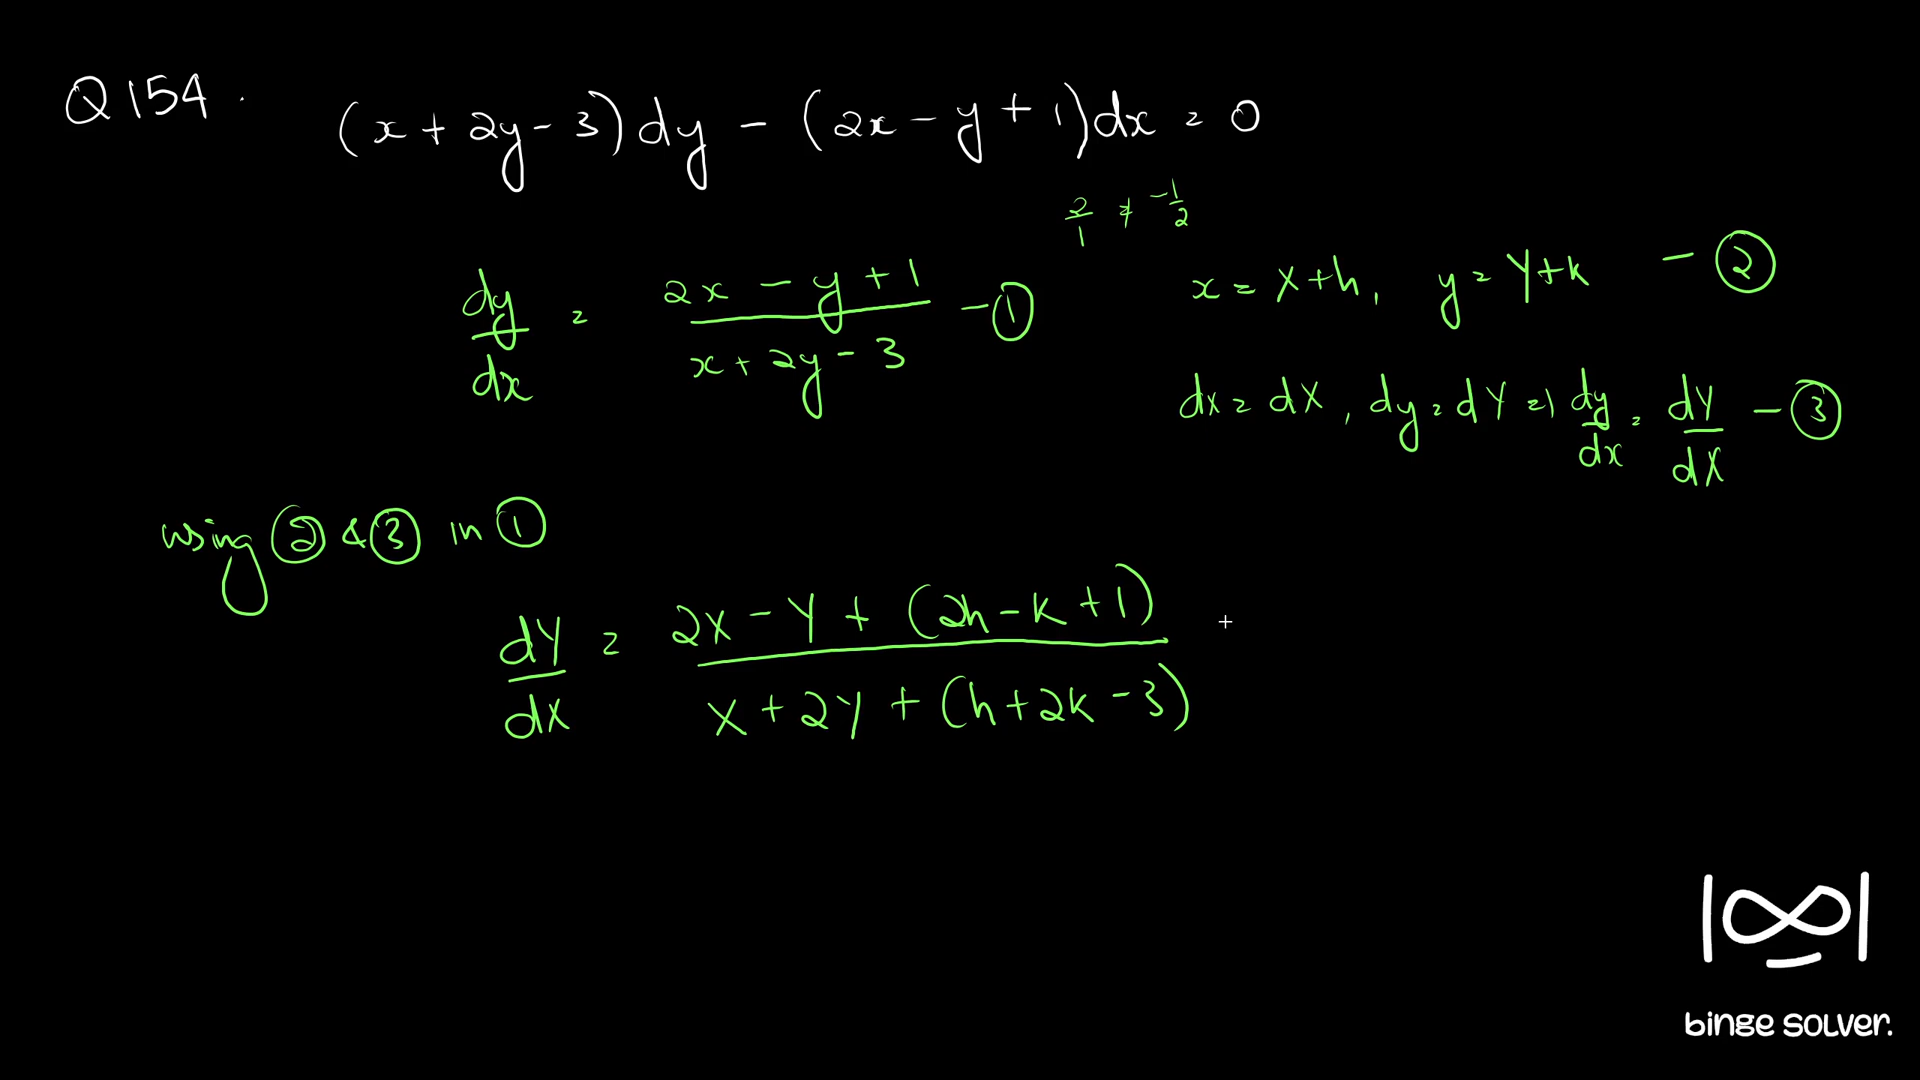 Q154.
(x + 2y - 3) dy - (2x - y + 1) dx = 0
2/1 ≠ -1/2
dy/dx = (2x - y + 1)/(x + 2y - 3) - ①
x = X + h, y = Y + k - ②
dx = dX, dy = dY ⇒ dy/dx = dY/dX - ③
using ② & ③ in ①
dY/dX = (2X - Y + (2h - k + 1))/(X + 2Y + (h + 2k - 3))
binge solver.